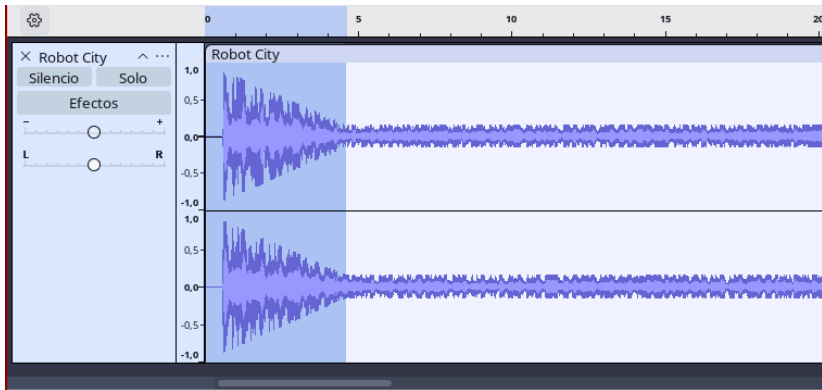 0 5 10 15 20
Robot City
Robot City
Silencio Solo
Efectos
- +
L R
1,0
0,5-
0,0-
-0,5-
-1,0
1,0
0,5-
0,0-
-0,5-
-1,0